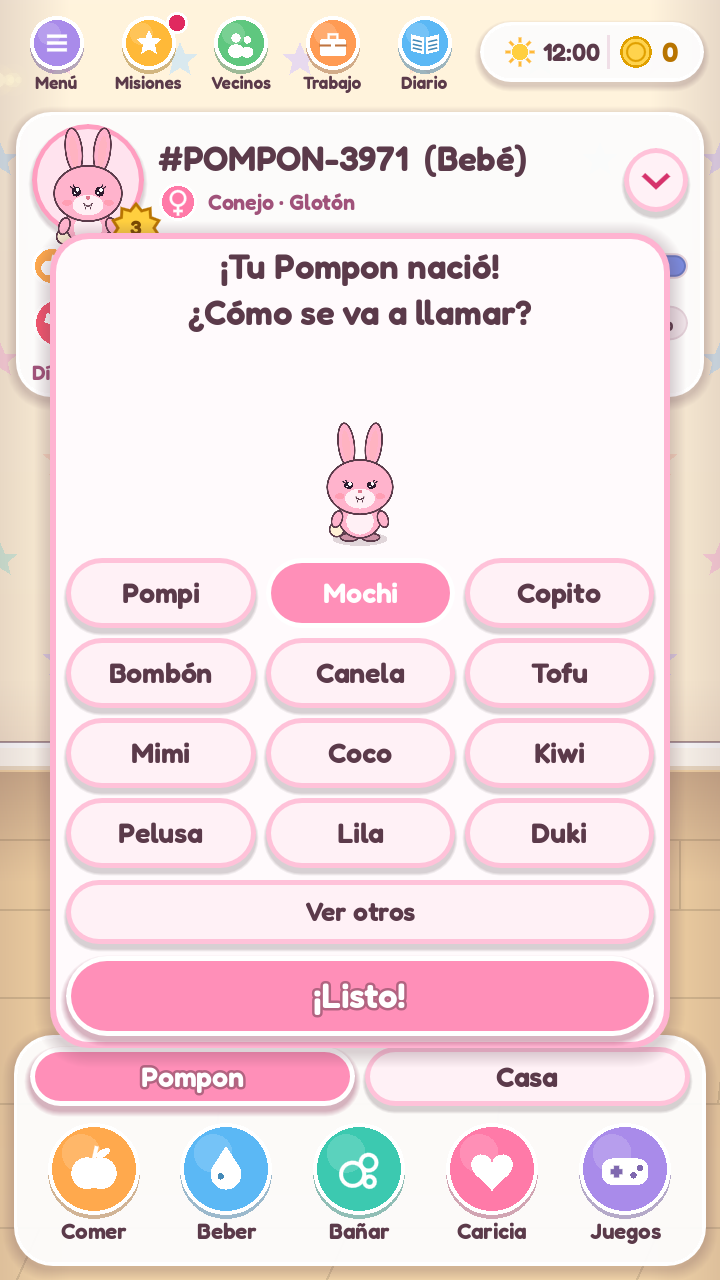 Menú
Misiones
Vecinos
Trabajo
Diario
12:00
0
#POMPON-3971 (Bebé)
Conejo · Glotón
3
¡Tu Pompon nació!
¿Cómo se va a llamar?
Pompi
Mochi
Copito
Bombón
Canela
Tofu
Mimi
Coco
Kiwi
Pelusa
Lila
Duki
Ver otros
¡Listo!
Pompon
Casa
Comer
Beber
Bañar
Caricia
Juegos